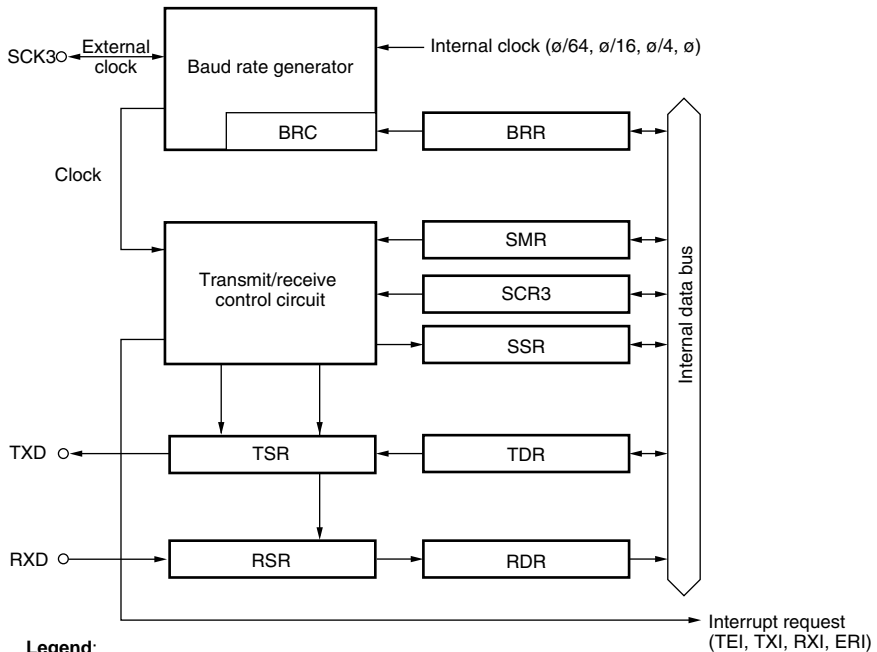 SCK3
External
clock
Baud rate generator
Internal clock (ø/64, ø/16, ø/4, ø)
BRC
BRR
Clock
Transmit/receive
control circuit
SMR
SCR3
SSR
Internal data bus
TXD
TSR
TDR
RXD
RSR
RDR
Interrupt request
(TEI, TXI, RXI, ERI)
Legend: